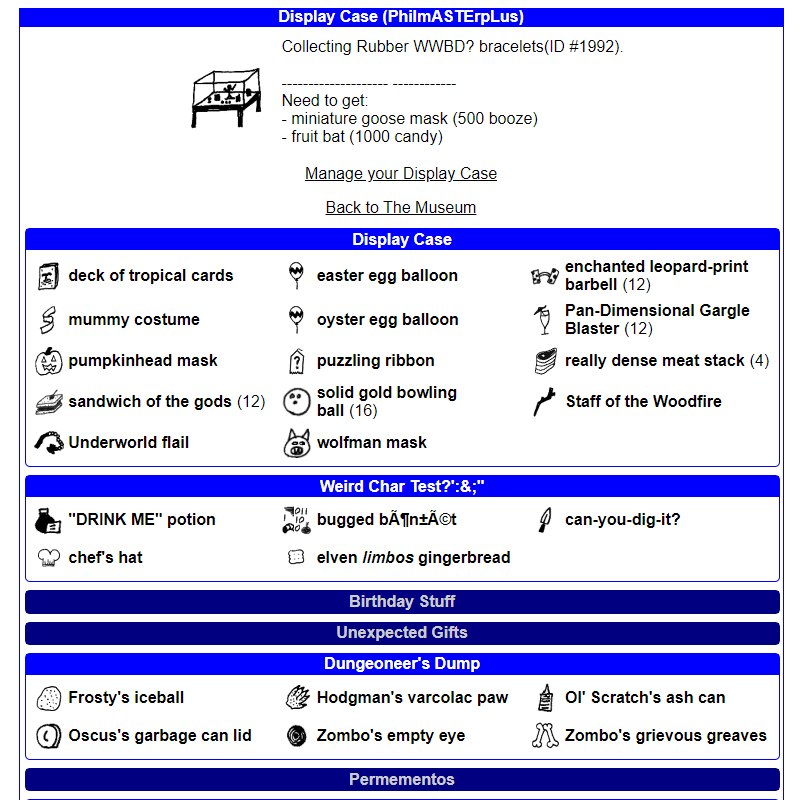 Display Case (PhilmASTErpLus)
Collecting Rubber WWBD? bracelets(ID #1992).
-------------------- ------------
Need to get:
- miniature goose mask (500 booze)
- fruit bat (1000 candy)
Manage your Display Case
Back to The Museum
Display Case
deck of tropical cards
easter egg balloon
enchanted leopard-print
barbell (12)
mummy costume
oyster egg balloon
Pan-Dimensional Gargle
Blaster (12)
pumpkinhead mask
puzzling ribbon
really dense meat stack (4)
sandwich of the gods (12)
solid gold bowling
ball (16)
Staff of the Woodfire
Underworld flail
wolfman mask
Weird Char Test?':&;"
"DRINK ME" potion
bugged bÃ¶n±Ã©t
can-you-dig-it?
chef's hat
elven limbos gingerbread
Birthday Stuff
Unexpected Gifts
Dungeoneer's Dump
Frosty's iceball
Hodgman's varcolac paw
Ol' Scratch's ash can
Oscus's garbage can lid
Zombo's empty eye
Zombo's grievous greaves
Permementos